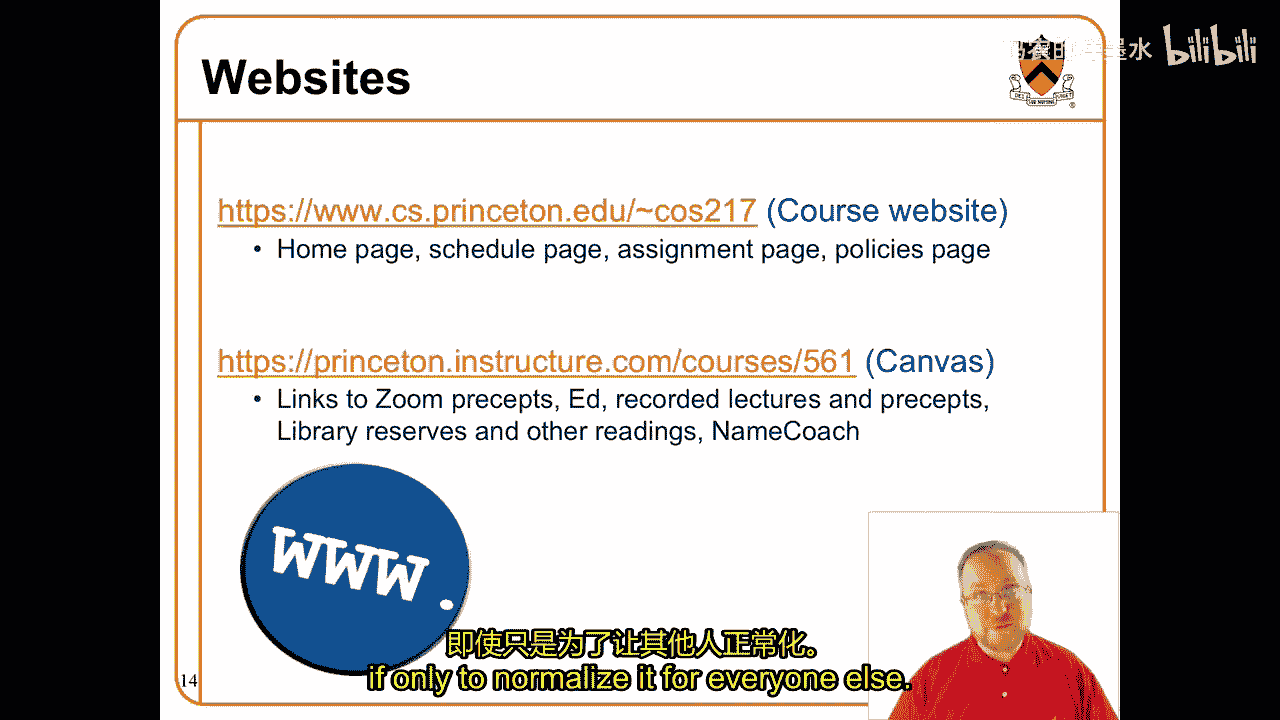 Websites
bilibili
https://www.cs.princeton.edu/~cos217 (Course website)
• Home page, schedule page, assignment page, policies page
https://princeton.instructure.com/courses/561 (Canvas)
• Links to Zoom precepts, Ed, recorded lectures and precepts,
Library reserves and other readings, NameCoach
www.
即使只是为了让其他人正常化。
if only to normalize it for everyone else.
14